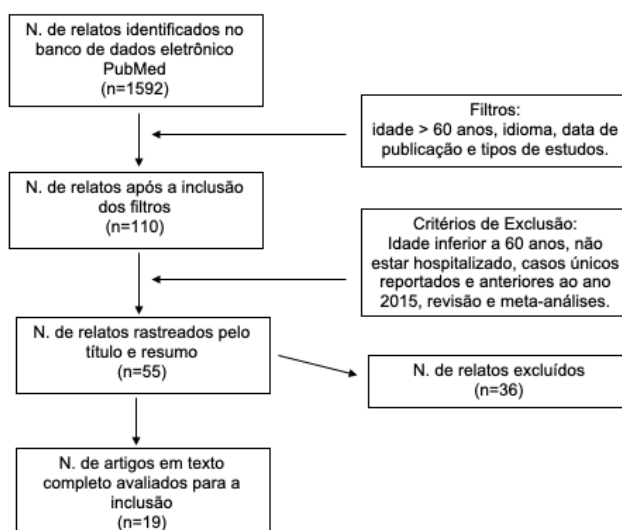 N. de relatos identificados no
banco de dados eletrônico
PubMed
(n=1592)
Filtros:
idade > 60 anos, idioma, data de
publicação e tipos de estudos.
N. de relatos após a inclusão
dos filtros
(n=110)
Critérios de Exclusão:
Idade inferior a 60 anos, não
estar hospitalizado, casos únicos
reportados e anteriores ao ano
2015, revisão e meta-análises.
N. de relatos rastreados pelo
título e resumo
(n=55)
N. de relatos excluídos
(n=36)
N. de artigos em texto
completo avaliados para a
inclusão
(n=19)